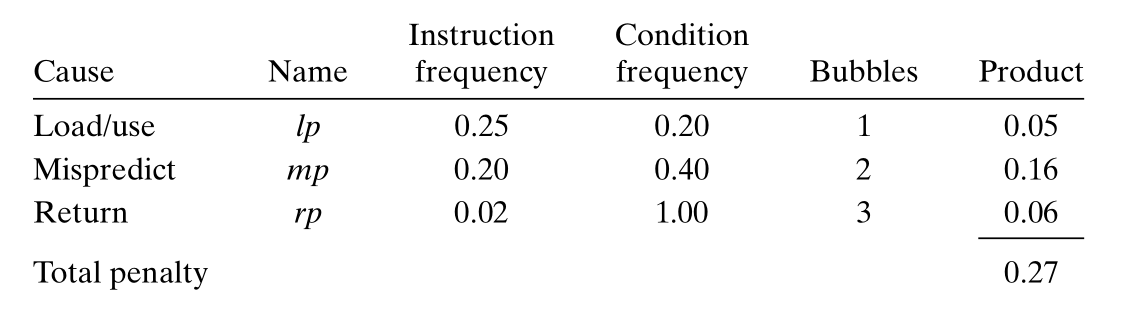 Instruction Condition
Cause Name frequency frequency Bubbles Product
Load/use lp 0.25 0.20 1 0.05
Mispredict mp 0.20 0.40 2 0.16
Return rp 0.02 1.00 3 0.06
Total penalty 0.27